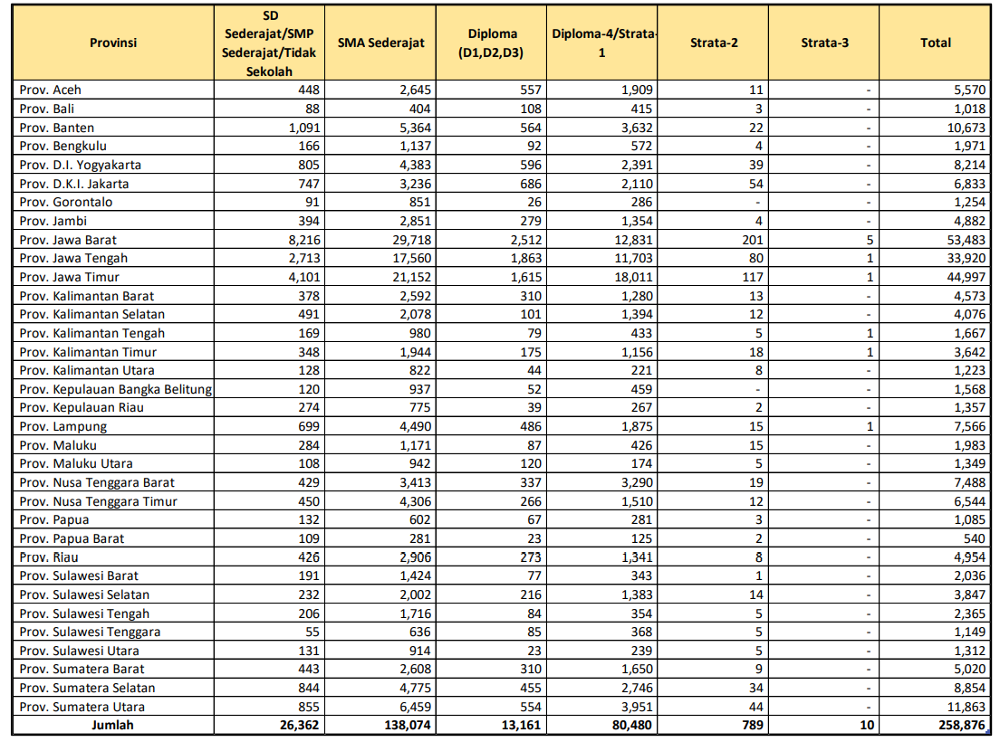 Provinsi SD Sederajat/SMP Sederajat/Tidak Sekolah SMA Sederajat Diploma (D1,D2,D3) Diploma-4/Strata-1 Strata-2 Strata-3 Total
Prov. Aceh 448 2,645 557 1,909 11 - 5,570
Prov. Bali 88 404 108 415 3 - 1,018
Prov. Banten 1,091 5,364 564 3,632 22 - 10,673
Prov. Bengkulu 166 1,137 92 572 4 - 1,971
Prov. D.I. Yogyakarta 805 4,383 596 2,391 39 - 8,214
Prov. D.K.I. Jakarta 747 3,236 686 2,110 54 - 6,833
Prov. Gorontalo 91 851 26 286 - - 1,254
Prov. Jambi 394 2,851 279 1,354 4 - 4,882
Prov. Jawa Barat 8,216 29,718 2,512 12,831 201 5 53,483
Prov. Jawa Tengah 2,713 17,560 1,863 11,703 80 1 33,920
Prov. Jawa Timur 4,101 21,152 1,615 18,011 117 1 44,997
Prov. Kalimantan Barat 378 2,592 310 1,280 13 - 4,573
Prov. Kalimantan Selatan 491 2,078 101 1,394 12 - 4,076
Prov. Kalimantan Tengah 169 980 79 433 5 1 1,667
Prov. Kalimantan Timur 348 1,944 175 1,156 18 1 3,642
Prov. Kalimantan Utara 128 822 44 221 8 - 1,223
Prov. Kepulauan Bangka Belitung 120 937 52 459 - - 1,568
Prov. Kepulauan Riau 274 775 39 267 2 - 1,357
Prov. Lampung 699 4,490 486 1,875 15 1 7,566
Prov. Maluku 284 1,171 87 426 15 - 1,983
Prov. Maluku Utara 108 942 120 174 5 - 1,349
Prov. Nusa Tenggara Barat 429 3,413 337 3,290 19 - 7,488
Prov. Nusa Tenggara Timur 450 4,306 266 1,510 12 - 6,544
Prov. Papua 132 602 67 281 3 - 1,085
Prov. Papua Barat 109 281 23 125 2 - 540
Prov. Riau 426 2,906 273 1,341 8 - 4,954
Prov. Sulawesi Barat 191 1,424 77 343 1 - 2,036
Prov. Sulawesi Selatan 232 2,002 216 1,383 14 - 3,847
Prov. Sulawesi Tengah 206 1,716 84 354 5 - 2,365
Prov. Sulawesi Tenggara 55 636 85 368 5 - 1,149
Prov. Sulawesi Utara 131 914 23 239 5 - 1,312
Prov. Sumatera Barat 443 2,608 310 1,650 9 - 5,020
Prov. Sumatera Selatan 844 4,775 455 2,746 34 - 8,854
Prov. Sumatera Utara 855 6,459 554 3,951 44 - 11,863
Jumlah 26,362 138,074 13,161 80,480 789 10 258,876